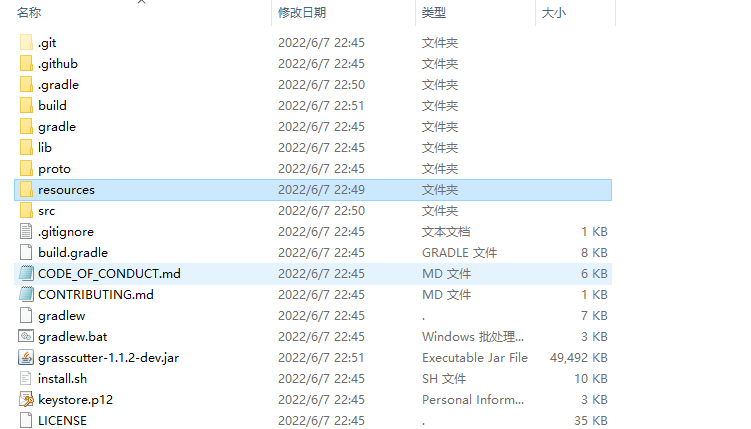 名称 修改日期 类型 大小
.git 2022/6/7 22:45 文件夹
.github 2022/6/7 22:45 文件夹
.gradle 2022/6/7 22:50 文件夹
build 2022/6/7 22:51 文件夹
gradle 2022/6/7 22:45 文件夹
lib 2022/6/7 22:45 文件夹
proto 2022/6/7 22:45 文件夹
resources 2022/6/7 22:49 文件夹
src 2022/6/7 22:50 文件夹
.gitignore 2022/6/7 22:45 文本文档 1 KB
build.gradle 2022/6/7 22:45 GRADLE 文件 8 KB
CODE_OF_CONDUCT.md 2022/6/7 22:45 MD 文件 6 KB
CONTRIBUTING.md 2022/6/7 22:45 MD 文件 1 KB
gradlew 2022/6/7 22:45 . 7 KB
gradlew.bat 2022/6/7 22:45 Windows 批处理... 3 KB
grasscutter-1.1.2-dev.jar 2022/6/7 22:51 Executable Jar File 49,492 KB
install.sh 2022/6/7 22:45 SH 文件 10 KB
keystore.p12 2022/6/7 22:45 Personal Inform... 3 KB
LICENSE 2022/6/7 22:45 . 35 KB